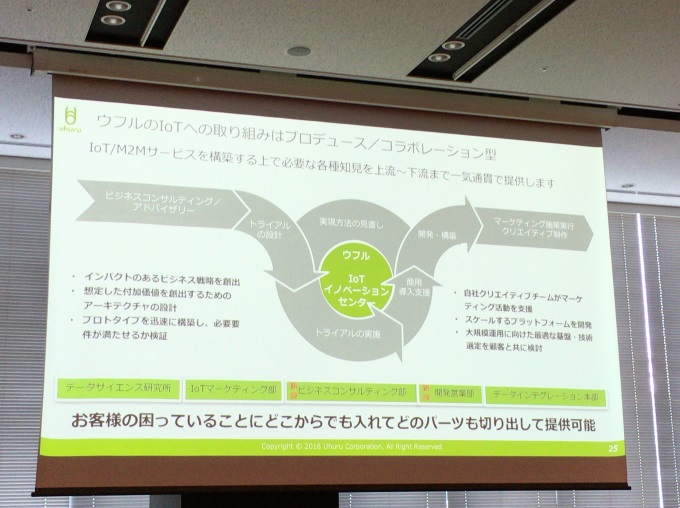 uhuru
ウフルのIoTへの取り組みはプロデュース／コラボレーション型
IoT/M2Mサービスを構築する上で必要な各種知見を上流～下流まで一気通貫で提供します
ビジネスコンサルティング／
アドバイザリー
トライアル
の設計
実現方法の見直し
開発・構築
マーケティング施策実行
クリエイティブ制作
ウフル
IoT
イノベーション
センタ
商用
導入支援
トライアルの実施
• インパクトのあるビジネス戦略を創出
• 想定した付加価値を創出するための
アーキテクチャの設計
• プロトタイプを迅速に構築し、必要要
件が満たせるか検証
• 自社クリエイティブチームがマーケ
ティング活動を支援
• スケールするプラットフォームを開発
• 大規模運用に向けた最適な基盤・技術
選定を顧客と共に検討
データサイエンス研究所
IoTマーケティング部
新設
ビジネスコンサルティング部
新設
開発営業部
データインテグレーション本部
お客様の困っていることにどこからでも入れてどのパーツも切り出して提供可能
Copyright © 2016 Uhuru Corporation, All Right Reserved.
25